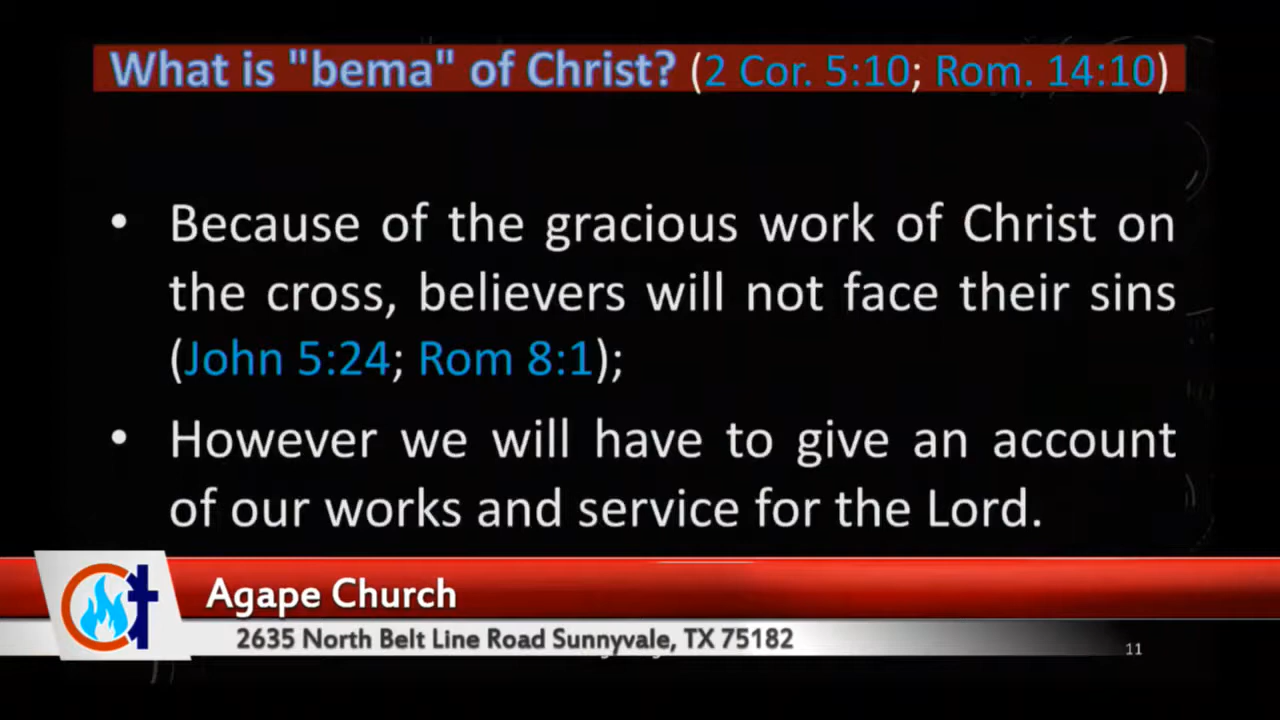 What is "bema" of Christ? (2 Cor. 5:10; Rom. 14:10)
• Because of the gracious work of Christ on
the cross, believers will not face their sins
(John 5:24; Rom 8:1);
• However we will have to give an account
of our works and service for the Lord.
Agape Church
2635 North Belt Line Road Sunnyvale, TX 75182
11